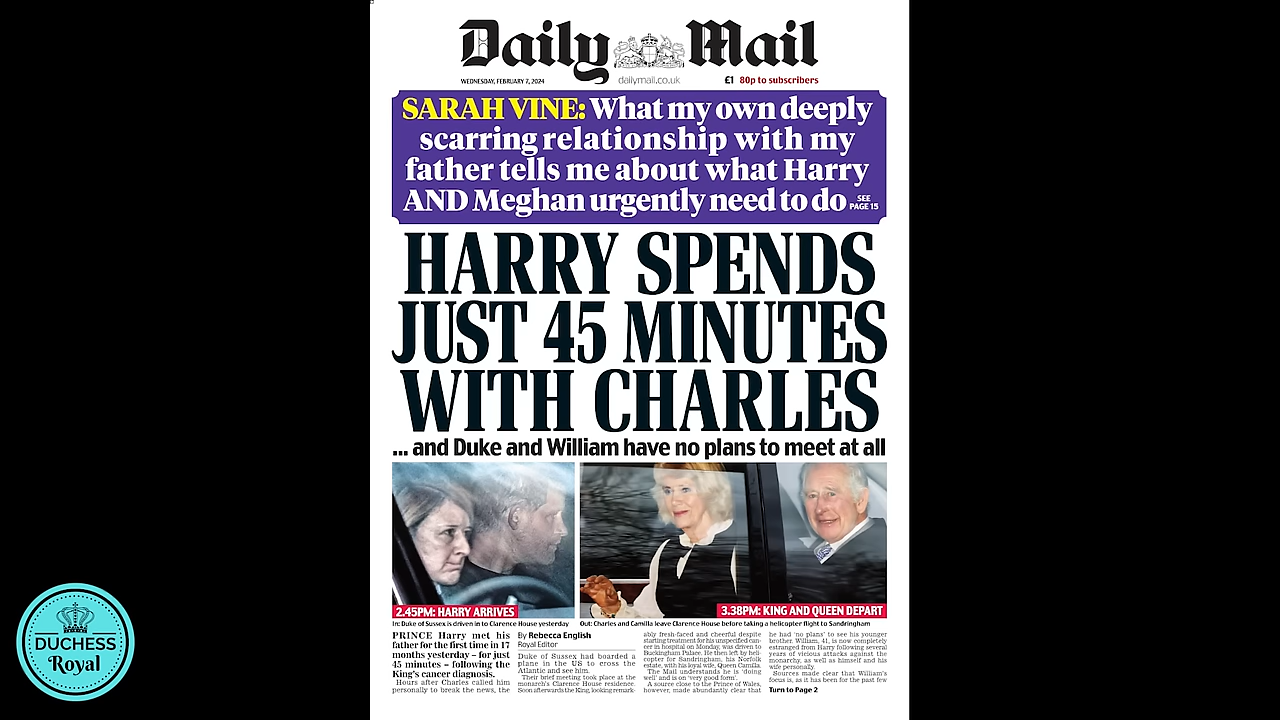 Daily Mail
WEDNESDAY, FEBRUARY 7, 2024
dailymail.co.uk
£1 80p to subscribers
SARAH VINE: What my own deeply
scarring relationship with my
father tells me about what Harry
AND Meghan urgently need to do SEE PAGE 15
HARRY SPENDS
JUST 45 MINUTES
WITH CHARLES
... and Duke and William have no plans to meet at all
2.45PM: HARRY ARRIVES
3.38PM: KING AND QUEEN DEPART
In: Duke of Sussex is driven in to Clarence House yesterday
Out: Charles and Camilla leave Clarence House before taking a helicopter flight to Sandringham
PRINCE Harry met his
father for the first time in 17
months yesterday – for just
45 minutes – following the
King's cancer diagnosis.
Hours after Charles called him
personally to break the news, the
By Rebecca English
Royal Editor
Duke of Sussex had boarded a
plane in the US to cross the
Atlantic and see him.
Their brief meeting took place at the
monarch's Clarence House residence.
Soon afterwards the King, looking remark-
ably fresh-faced and cheerful despite
starting treatment for his unspecified can-
cer in hospital on Monday, was driven to
Buckingham Palace. He then left by heli-
copter for Sandringham, his Norfolk
estate, with his loyal wife, Queen Camilla.
The Mail understands he is 'doing
well' and is on 'very good form'.
A source close to the Prince of Wales,
however, made abundantly clear that
he had 'no plans' to see his younger
brother. William, 41, is now completely
estranged from Harry following several
years of vicious attacks against the
monarchy, as well as himself and his
wife personally.
Sources made clear that William's
focus is, as it has been for the past few
Turn to Page 2
DUCHESS
Royal